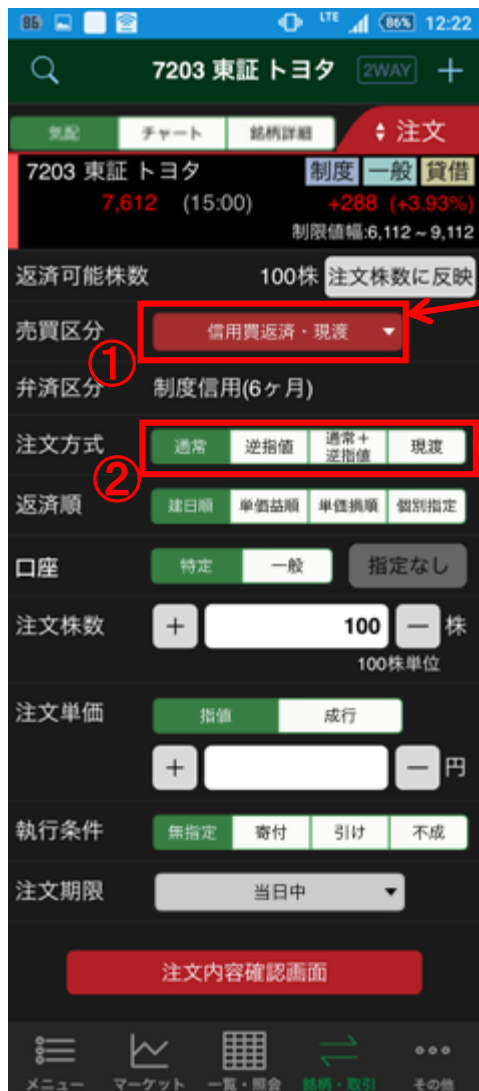 86 LTE 86% 12:22
7203 東証 トヨタ 2WAY +
気配 チャート 銘柄詳細 注文
7203 東証 トヨタ 制度 一般 貸借
7,612 (15:00) +288 (+3.93%)
制限値幅:6,112 ~ 9,112
返済可能株数 100株 注文株数に反映
売買区分 信用買返済・現渡
①
弁済区分 制度信用(6ヶ月)
注文方式 通常 逆指値 通常+逆指値 現渡
②
返済順 建日順 単価益順 単価損順 個別指定
口座 特定 一般 指定なし
注文株数 + 100 − 株
100株単位
注文単価 指値 成行
+ − 円
執行条件 無指定 寄付 引け 不成
注文期限 当日中
注文内容確認画面
メニュー マーケット 一覧・照会 銘柄・取引 その他